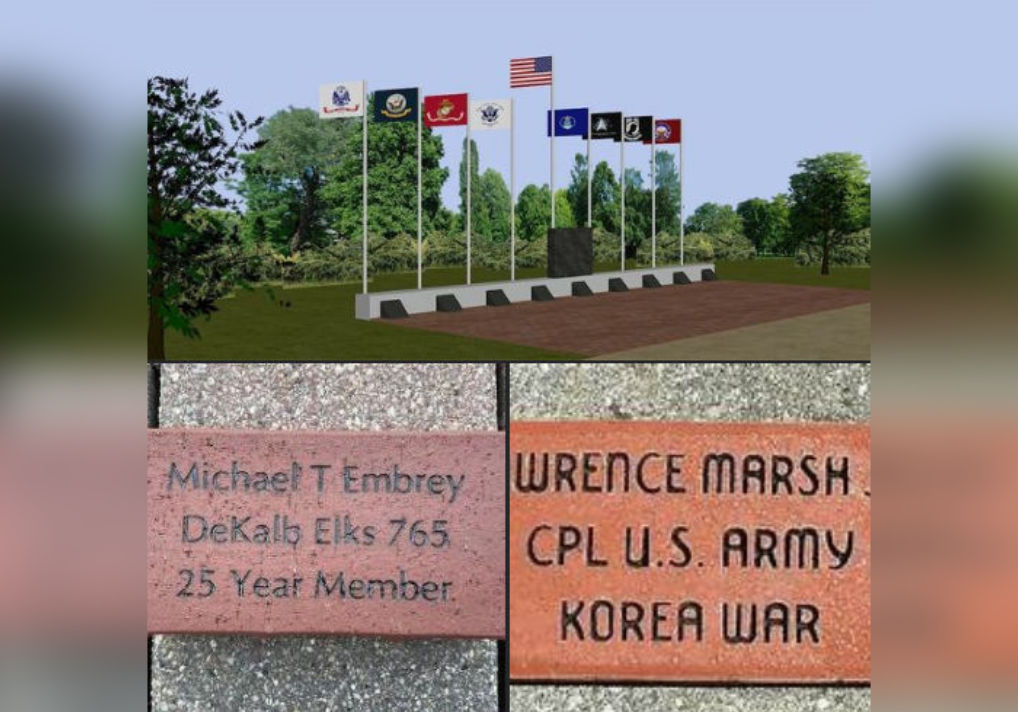 Michael T Embrey
DeKalb Elks 765
25 Year Member
WRENCE MARSH
CPL U.S. ARMY
KOREA WAR